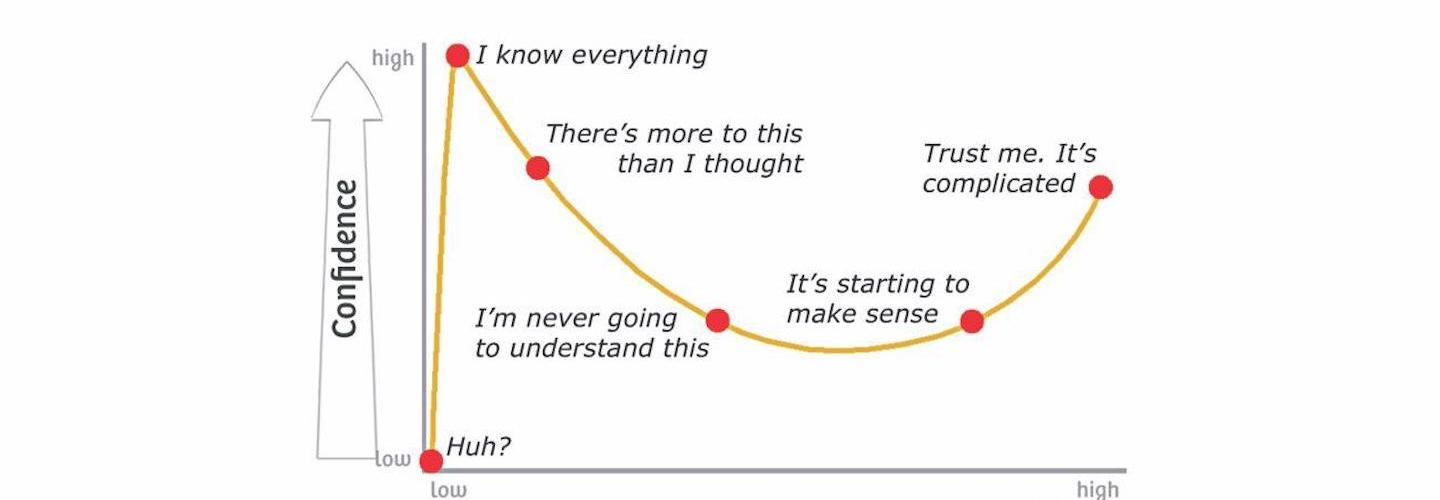 high
I know everything
There's more to this
than I thought
Trust me. It's
complicated
Confidence
It's starting to
make sense
I'm never going
to understand this
Huh?
low
low
high